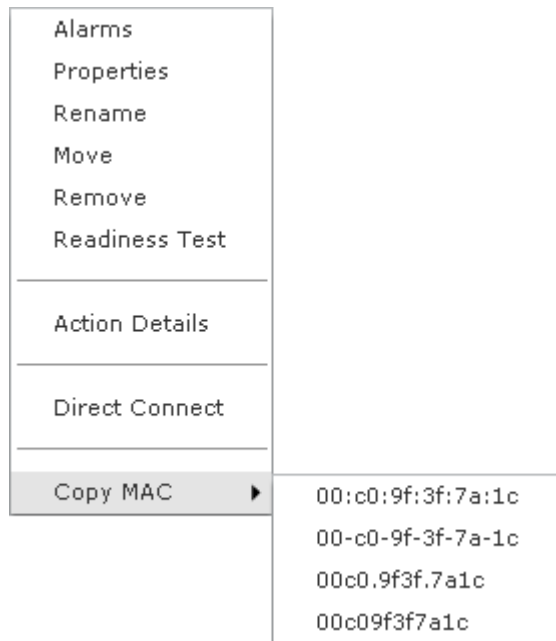 Alarms
Properties
Rename
Move
Remove
Readiness Test
Action Details
Direct Connect
Copy MAC
00:c0:9f:3f:7a:1c
00-c0-9f-3f-7a-1c
00c0.9f3f.7a1c
00c09f3f7a1c